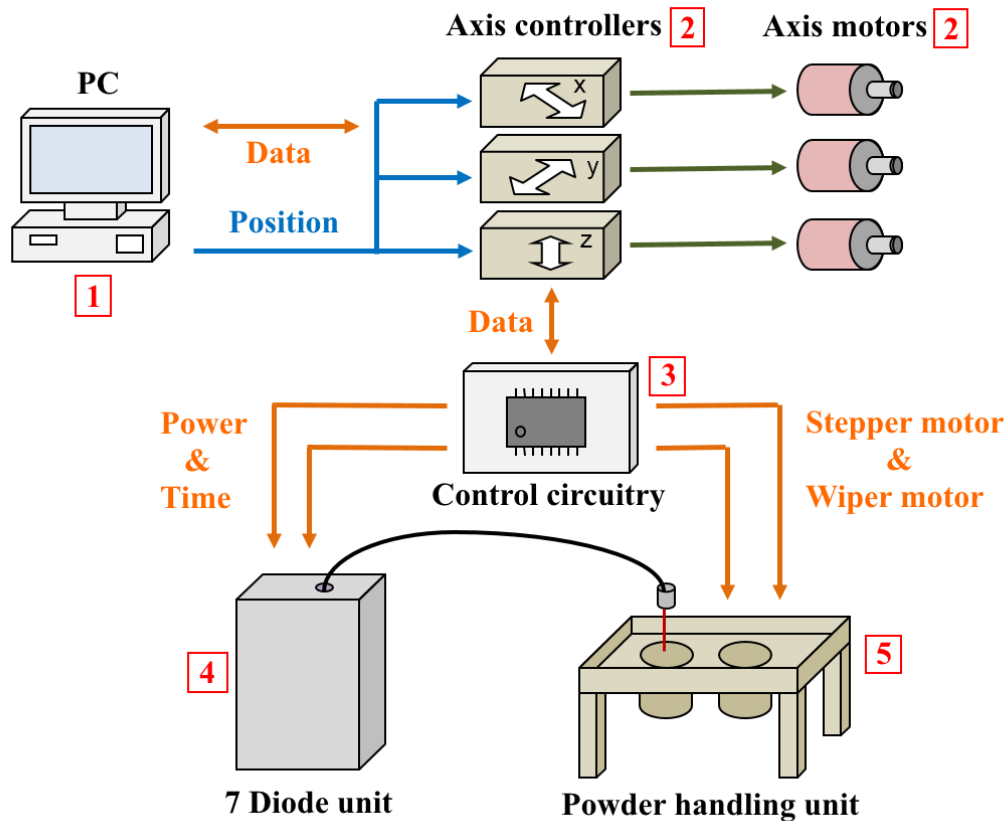 Axis controllers 2
Axis motors 2
PC
x
Data
y
Position
z
1
Data
3
Power
&
Time
Stepper motor
&
Wiper motor
Control circuitry
4
5
7 Diode unit
Powder handling unit